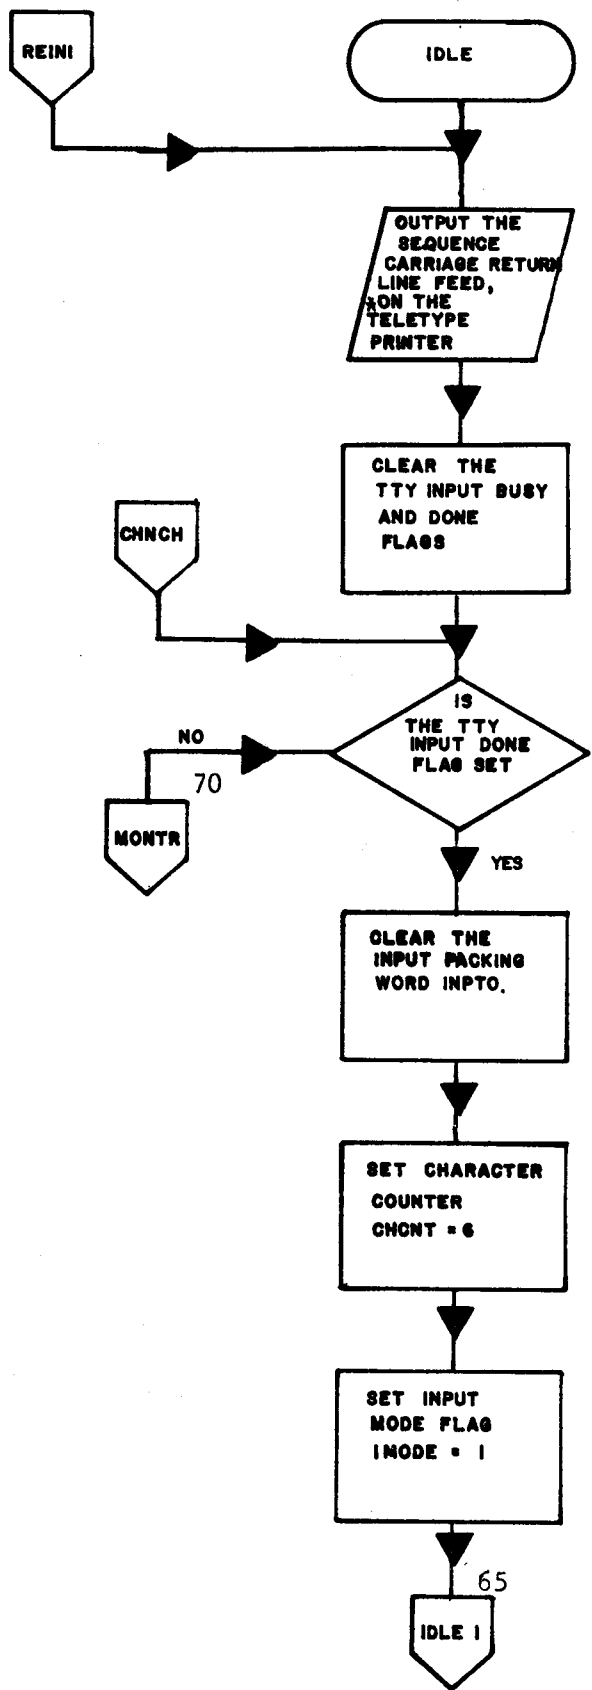 REINI
IDLE
OUTPUT THE
SEQUENCE
CARRIAGE RETURN
LINE FEED,
*ON THE
TELETYPE
PRINTER
CLEAR THE
TTY INPUT BUSY
AND DONE
FLAGS
CHNCH
IS
THE TTY
INPUT DONE
FLAG SET
NO
70
MONTR
YES
CLEAR THE
INPUT PACKING
WORD INPTO.
SET CHARACTER
COUNTER
CHCNT = 6
SET INPUT
MODE FLAG
IMODE = 1
65
IDLE 1